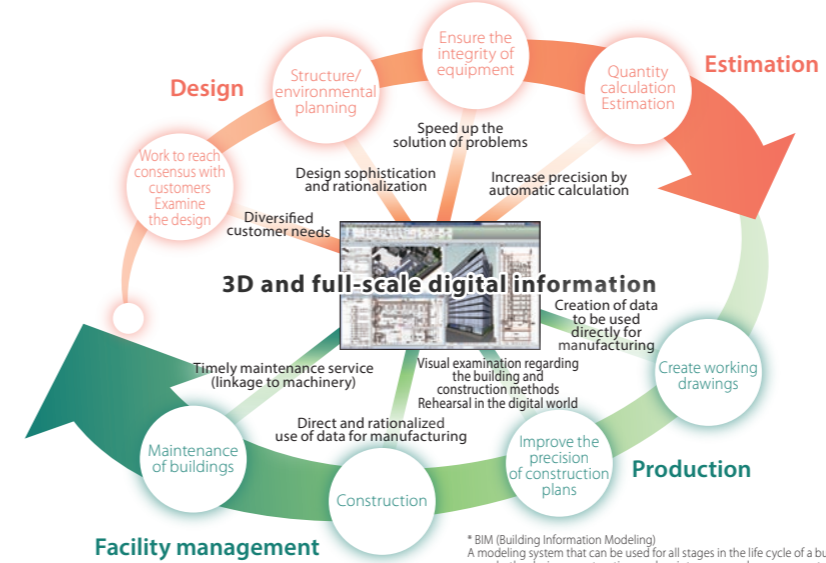 Ensure the
integrity of
equipment
Estimation
Design
Structure/
environmental
planning
Quantity
calculation
Estimation
Speed up the
solution of problems
Work to reach
consensus with
customers
Examine
the design
Design sophistication
and rationalization
Increase precision by
automatic calculation
Diversified
customer needs
3D and full-scale digital information
Creation of data
to be used
directly for
manufacturing
Timely maintenance service
(linkage to machinery)
Visual examination regarding
the building and
construction methods
Rehearsal in the digital world
Create working
drawings
Direct and rationalized
use of data for manufacturing
Maintenance
of buildings
Improve the
precision
of construction
plans
Production
Construction
Facility management
* BIM (Building Information Modeling)
A modeling system that can be used for all stages in the life cycle of a